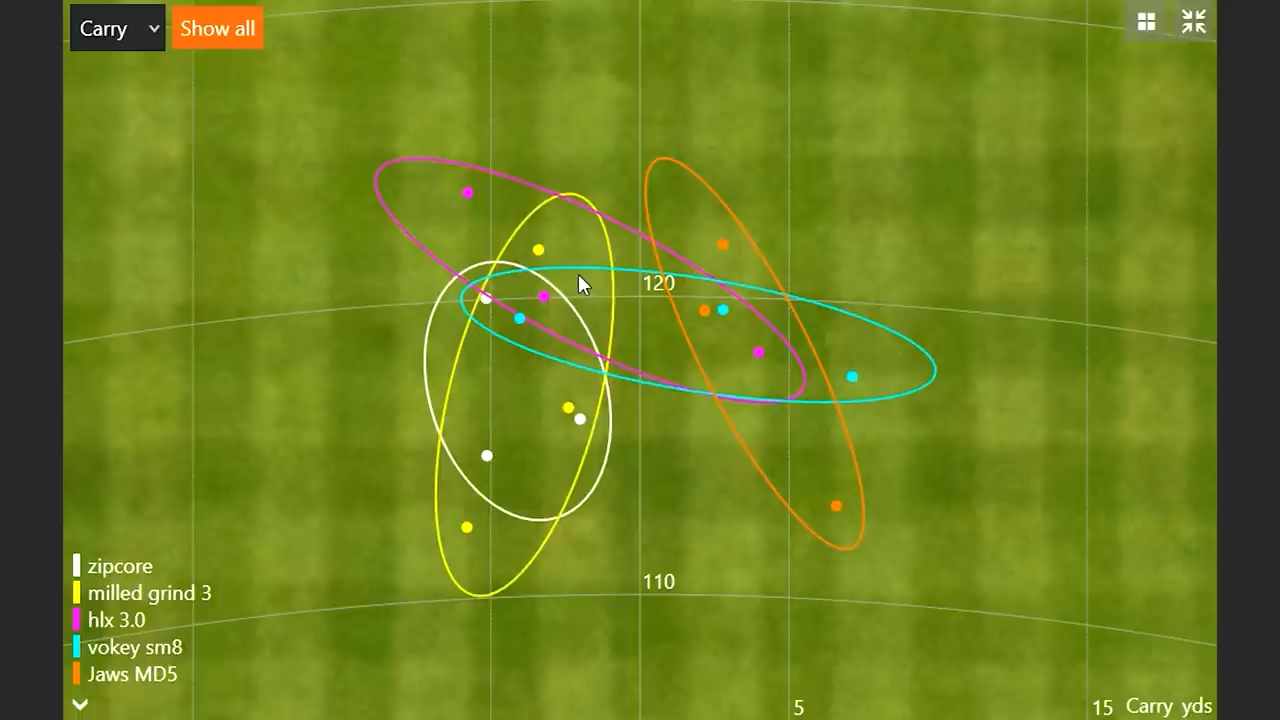 Carry
Show all
120
110
zipcore
milled grind 3
hlx 3.0
vokey sm8
Jaws MD5
5
15
Carry yds